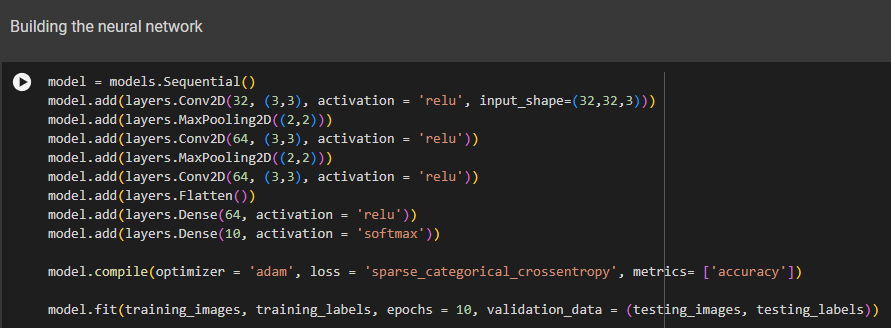 Building the neural network
model = models.Sequential()
model.add(layers.Conv2D(32, (3,3), activation = 'relu', input_shape=(32,32,3)))
model.add(layers.MaxPooling2D((2,2)))
model.add(layers.Conv2D(64, (3,3), activation = 'relu'))
model.add(layers.MaxPooling2D((2,2)))
model.add(layers.Conv2D(64, (3,3), activation = 'relu'))
model.add(layers.Flatten())
model.add(layers.Dense(64, activation = 'relu'))
model.add(layers.Dense(10, activation = 'softmax'))
model.compile(optimizer = 'adam', loss = 'sparse_categorical_crossentropy', metrics= ['accuracy'])
model.fit(training_images, training_labels, epochs = 10, validation_data = (testing_images, testing_labels))